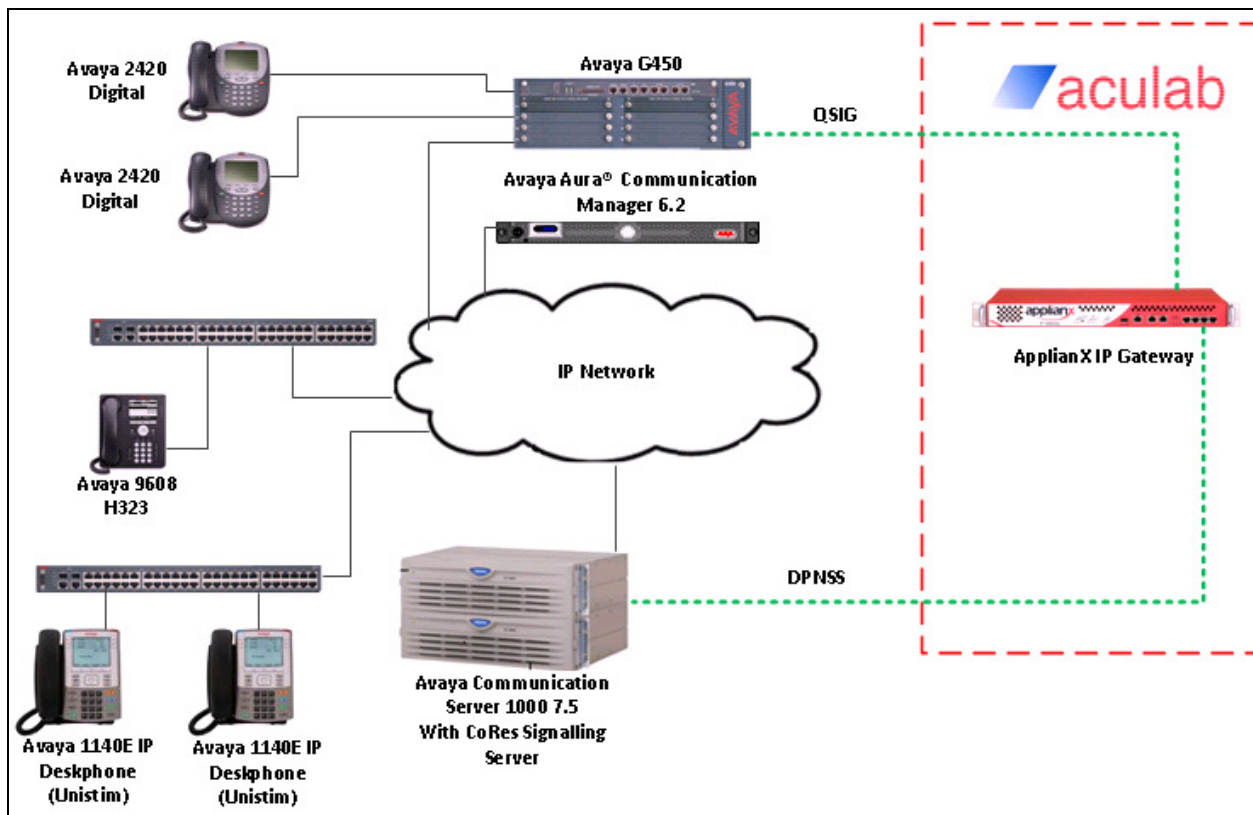 Avaya 2420
Digital
Avaya G450
AVAYA
QSIG
aculab
Avaya 2420
Digital
Avaya Aura® Communication
Manager 6.2
IP Network
applianx
ApplianX IP Gateway
Avaya 9608
H323
DPNSS
Avaya Communication
Server 1000 7.5
With CoRes Signalling
Server
Avaya 1140E IP
Deskphone
(Unistim)
Avaya 1140E IP
Deskphone
(Unistim)